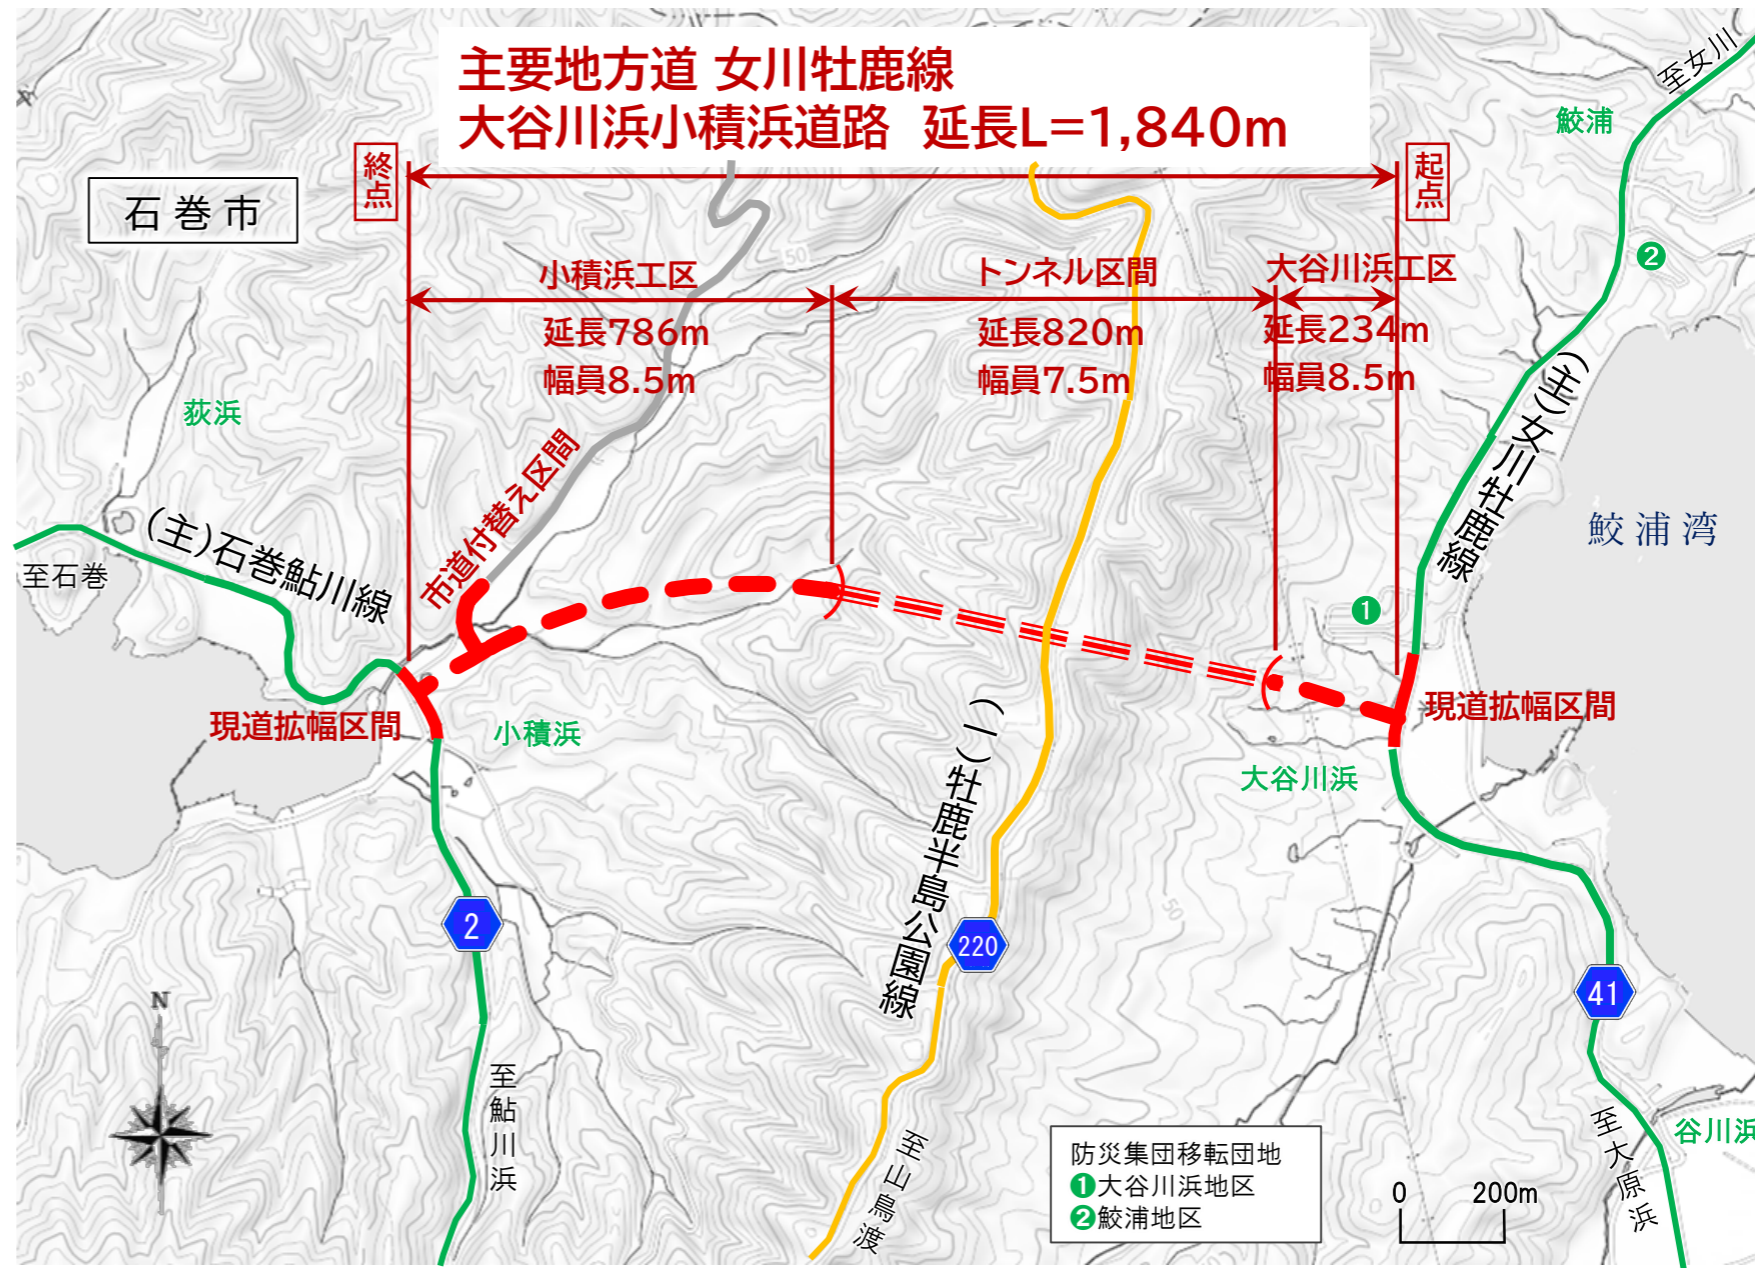 主要地方道 女川牡鹿線
大谷川浜小積浜道路 延長L=1,840m
至女川
鮫浦
終点
起点
石巻市
❷
小積浜工区
延長786m
幅員8.5m
トンネル区間
延長820m
幅員7.5m
大谷川浜工区
延長234m
幅員8.5m
50
荻浜
市道付替え区間
(主)女川牡鹿線
鮫浦湾
(主)石巻鮎川線
至石巻
❶
現道拡幅区間
小積浜
現道拡幅区間
大谷川浜
(一)牡鹿半島公園線
2
220
41
N
至鮎川浜
至山鳥渡
至大原浜
谷川浜
防災集団移転団地
❶大谷川浜地区
❷鮫浦地区
0 200m